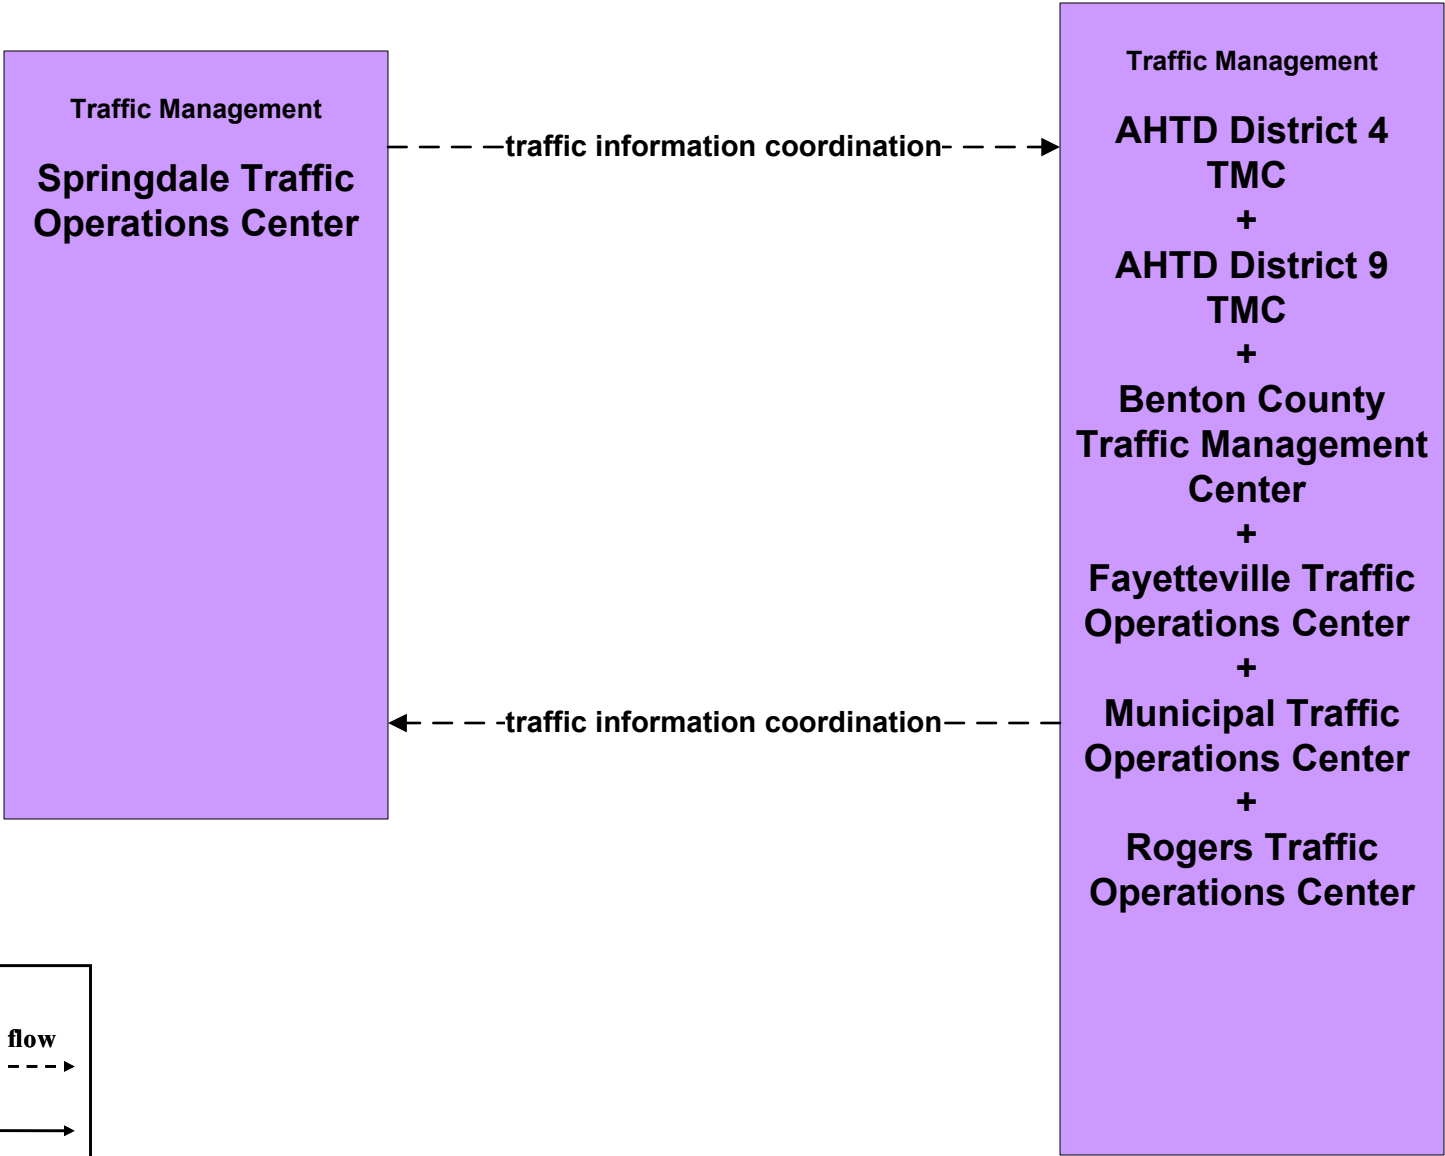 Traffic Management
Springdale Traffic
Operations Center
traffic information coordination
traffic information coordination
Traffic Management
AHTD District 4
TMC
+
AHTD District 9
TMC
+
Benton County
Traffic Management
Center
+
Fayetteville Traffic
Operations Center
+
Municipal Traffic
Operations Center
+
Rogers Traffic
Operations Center
flow